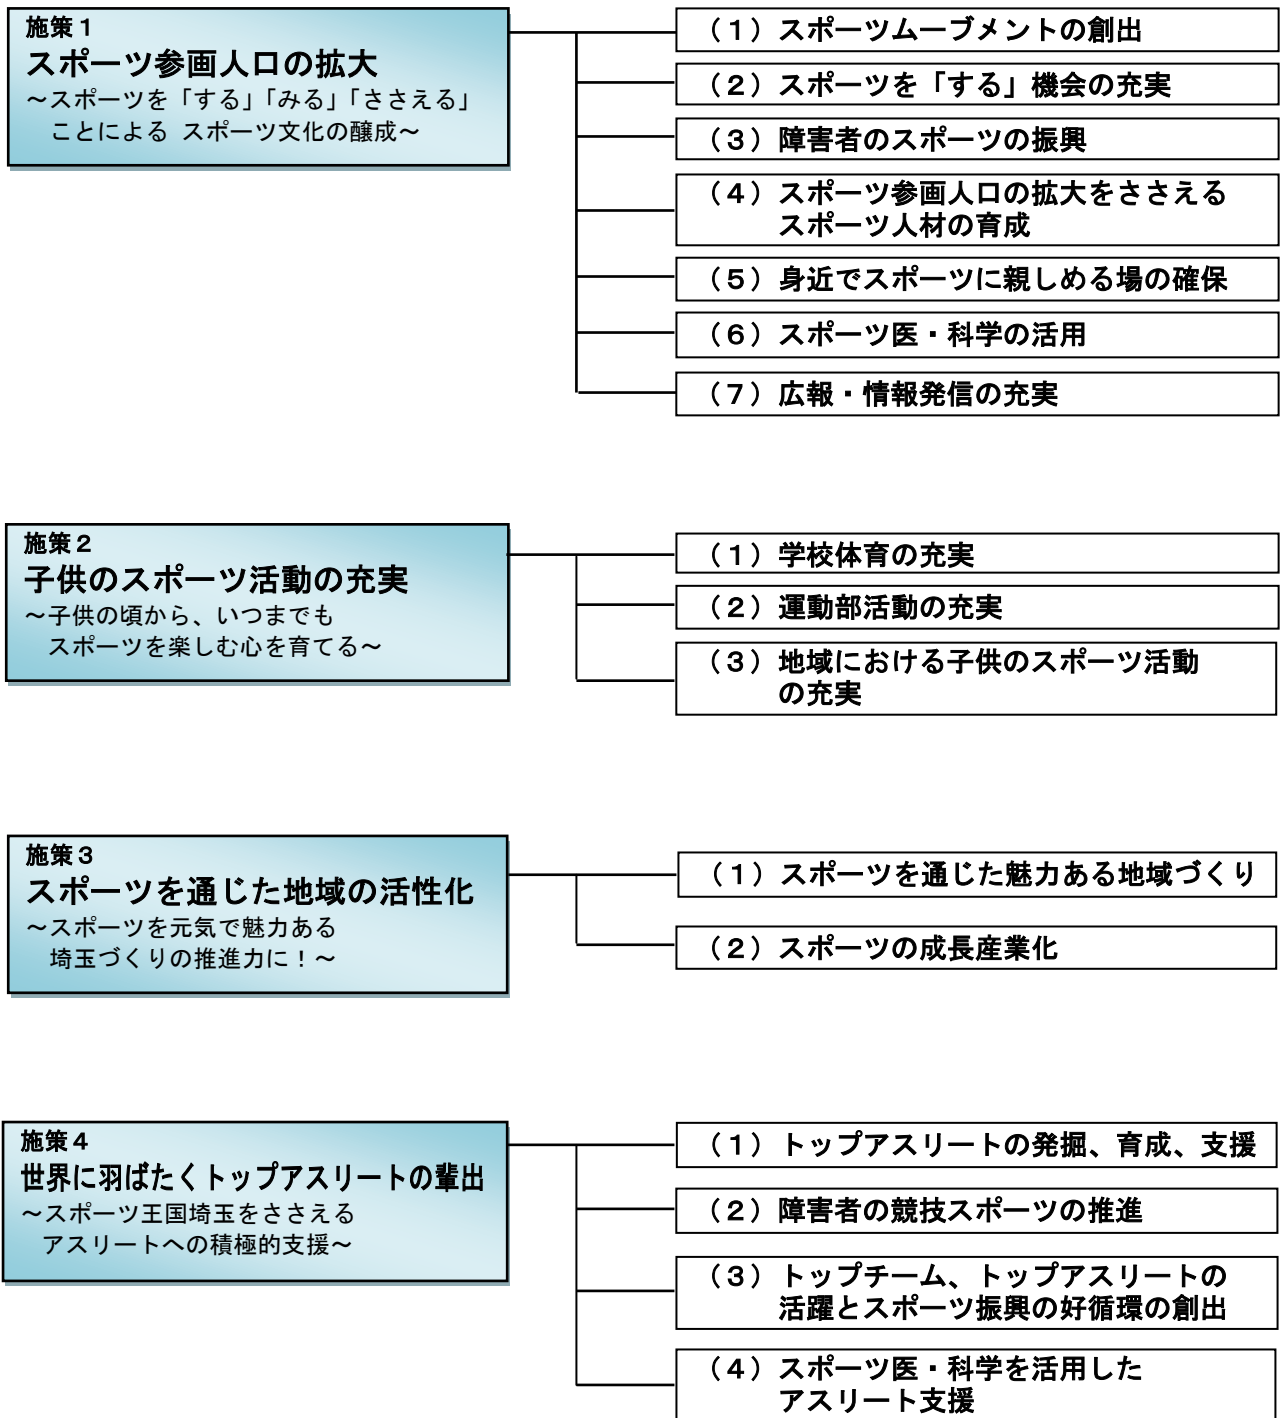 施策１
スポーツ参画人口の拡大
～スポーツを「する」「みる」「ささえる」
ことによる スポーツ文化の醸成～
（１）スポーツムーブメントの創出
（２）スポーツを「する」機会の充実
（３）障害者のスポーツの振興
（４）スポーツ参画人口の拡大をささえる
スポーツ人材の育成
（５）身近でスポーツに親しめる場の確保
（６）スポーツ医・科学の活用
（７）広報・情報発信の充実
施策２
子供のスポーツ活動の充実
～子供の頃から、いつまでも
スポーツを楽しむ心を育てる～
（１）学校体育の充実
（２）運動部活動の充実
（３）地域における子供のスポーツ活動
の充実
施策３
スポーツを通じた地域の活性化
～スポーツを元気で魅力ある
埼玉づくりの推進力に！～
（１）スポーツを通じた魅力ある地域づくり
（２）スポーツの成長産業化
施策４
世界に羽ばたくトップアスリートの輩出
～スポーツ王国埼玉をささえる
アスリートへの積極的支援～
（１）トップアスリートの発掘、育成、支援
（２）障害者の競技スポーツの推進
（３）トップチーム、トップアスリートの
活躍とスポーツ振興の好循環の創出
（４）スポーツ医・科学を活用した
アスリート支援